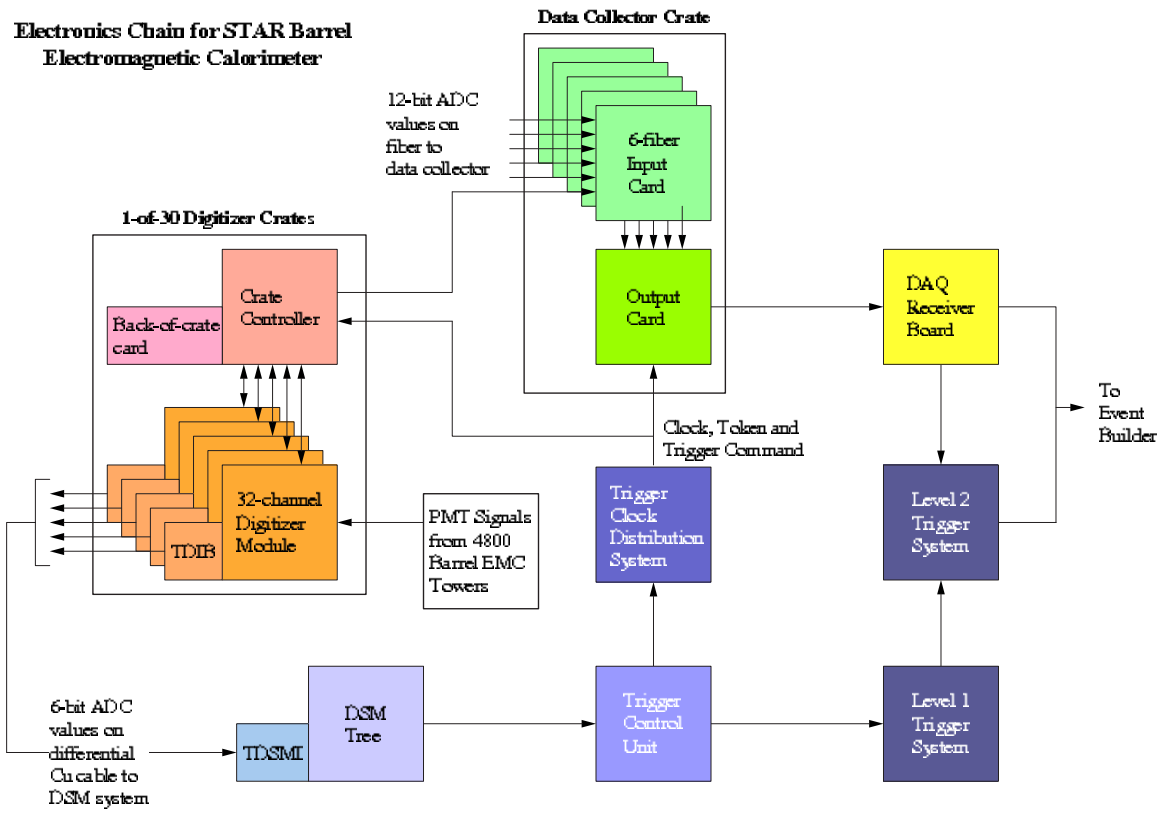 Electronics Chain for STAR Barrel
Electromagnetic Calorimeter
Data Collector Crate
12-bit ADC
values on
fiber to
data collector
6-fiber
Input
Card
1-of-30 Digitizer Crates
Crate
Controller
Back-of-crate
card
Output
Card
DAQ
Receiver
Board
To
Event
Builder
Clock, Token and
Trigger Command
32-channel
Digitizer
Module
TDIB
PMT Signals
from 4800
Barrel EMC
Towers
Trigger
Clock
Distribution
System
Level 2
Trigger
System
6-bit ADC
values on
differential
Cu cable to
DSM system
TDSMI
DSM
Tree
Trigger
Control
Unit
Level 1
Trigger
System